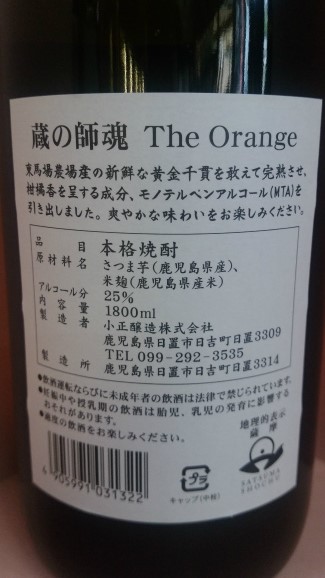 蔵の師魂 The Orange
東馬場農場産の新鮮な黄金千貫を敢えて完熟させ、
柑橘香を呈する成分、モノテルペンアルコール(MTA)を
引き出しました。爽やかな味わいをお楽しみください。
品目 本格焼酎
原材料名 さつま芋(鹿児島県産)、
米麹(鹿児島県産米)
アルコール分 25%
内容量 1800ml
製造者 小正醸造株式会社
鹿児島県日置市日吉町日置3309
TEL 099-292-3535
製造所 鹿児島県日置市日吉町日置3314
●飲酒運転ならびに未成年者の飲酒は法律で禁じられています。
●妊娠中や授乳期の飲酒は胎児、乳児の発育に影響する
おそれがあります。
●適度の飲酒をお楽しみください。
地理的表示
薩摩
SATSUMA
SHOCHU
プラ
キャップ(中栓)
4 905991 031322